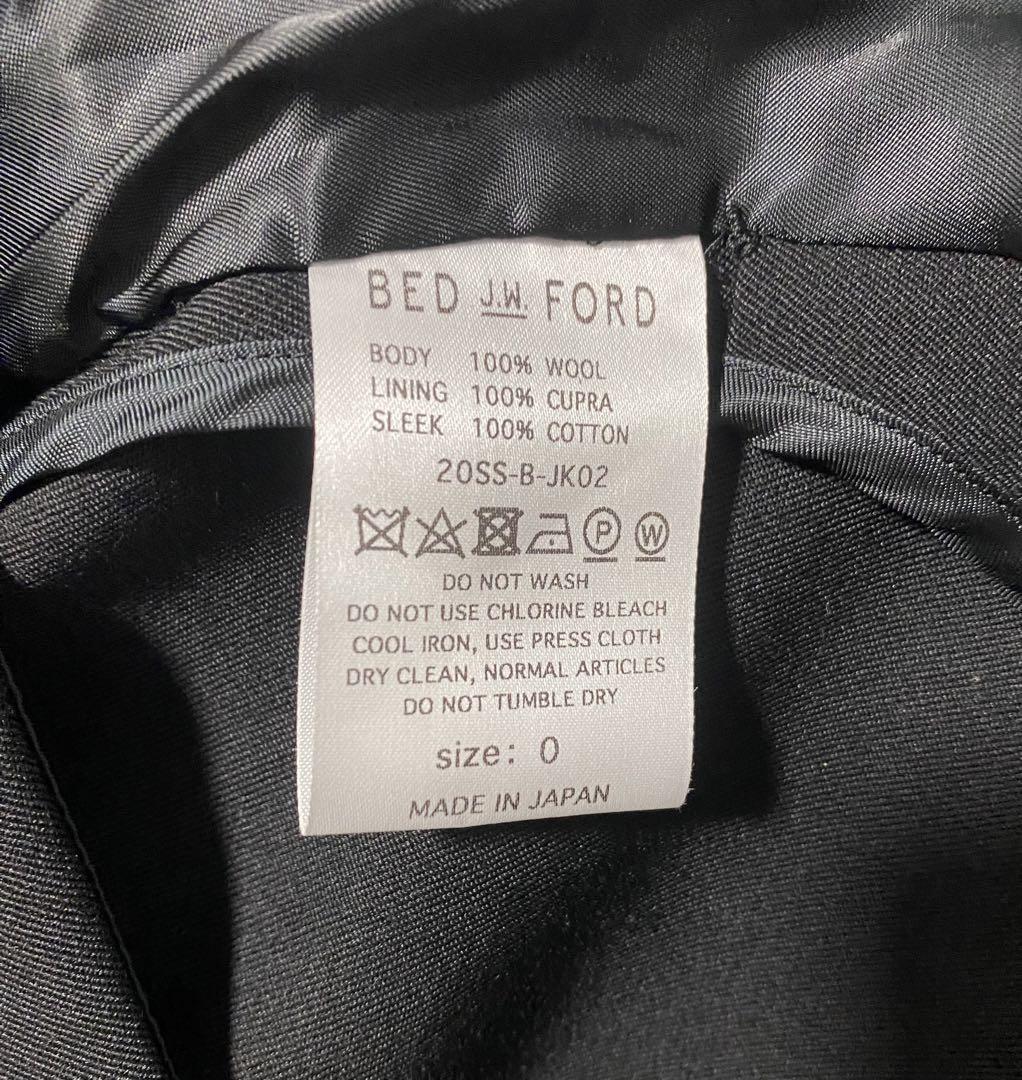 BED J.W. FORD
BODY 100% WOOL
LINING 100% CUPRA
SLEEK 100% COTTON
20SS-B-JK02
P W
DO NOT WASH
DO NOT USE CHLORINE BLEACH
COOL IRON, USE PRESS CLOTH
DRY CLEAN, NORMAL ARTICLES
DO NOT TUMBLE DRY
size: 0
MADE IN JAPAN